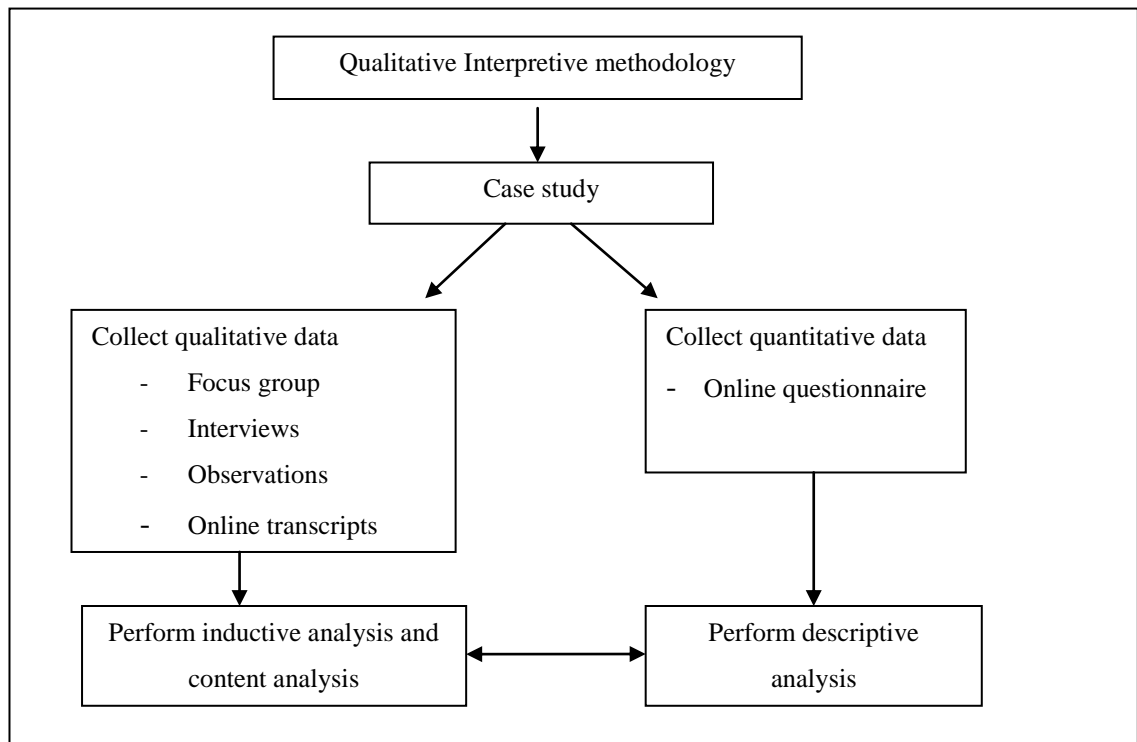 Qualitative Interpretive methodology
Case study
Collect qualitative data
- Focus group
- Interviews
- Observations
- Online transcripts
Collect quantitative data
- Online questionnaire
Perform inductive analysis and
content analysis
Perform descriptive
analysis